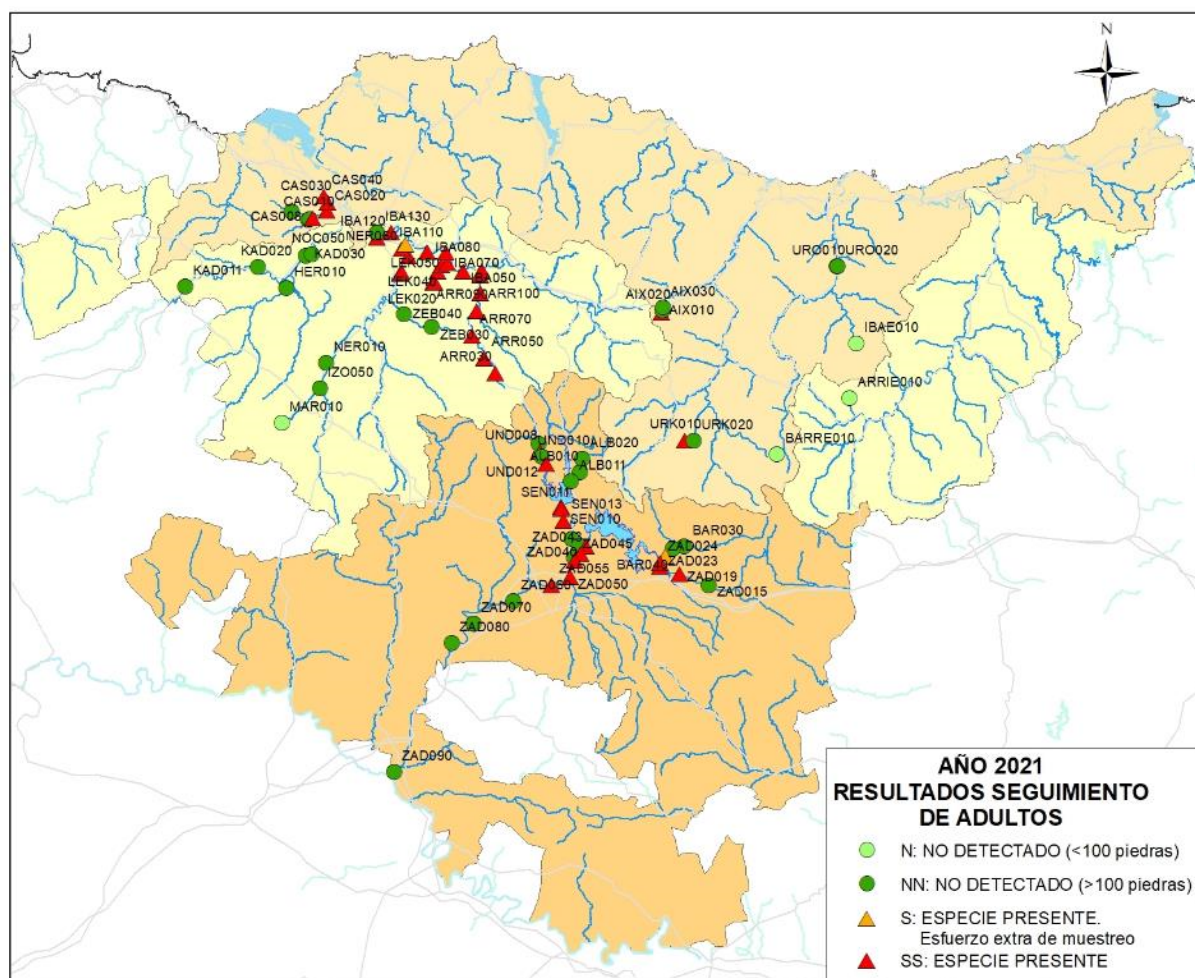 N
CAS030 CAS040
CAS010 CAS020
CAS008
IBA120 IBA130
NOC050 NER060 IBA110
KAD020 KAD030
IBA080
KAD011 HER010
LEK050 IBA070
LEK040 IBA050
LEK020 ARR090 ARR100
ZEB040
ARR070
ZEB030 ARR050
ARR030
NER010
IZO050
MAR010
URO010 URO020
AIX020 AIX030
AIX010
IBAE010
ARRIE010
BARRE010
URK010 URK020
UND008 UND010 ALB020
ALB010 ALB011
UND012
SEN011
SEN013
SEN010
ZAD043 ZAD045
ZAD040
ZAD055
ZAD060 ZAD050
BAR030
ZAD024
BAR040 ZAD023
ZAD019
ZAD015
ZAD070
ZAD080
ZAD090
AÑO 2021
RESULTADOS SEGUIMIENTO
DE ADULTOS
N: NO DETECTADO (<100 piedras)
NN: NO DETECTADO (>100 piedras)
S: ESPECIE PRESENTE.
Esfuerzo extra de muestreo
SS: ESPECIE PRESENTE